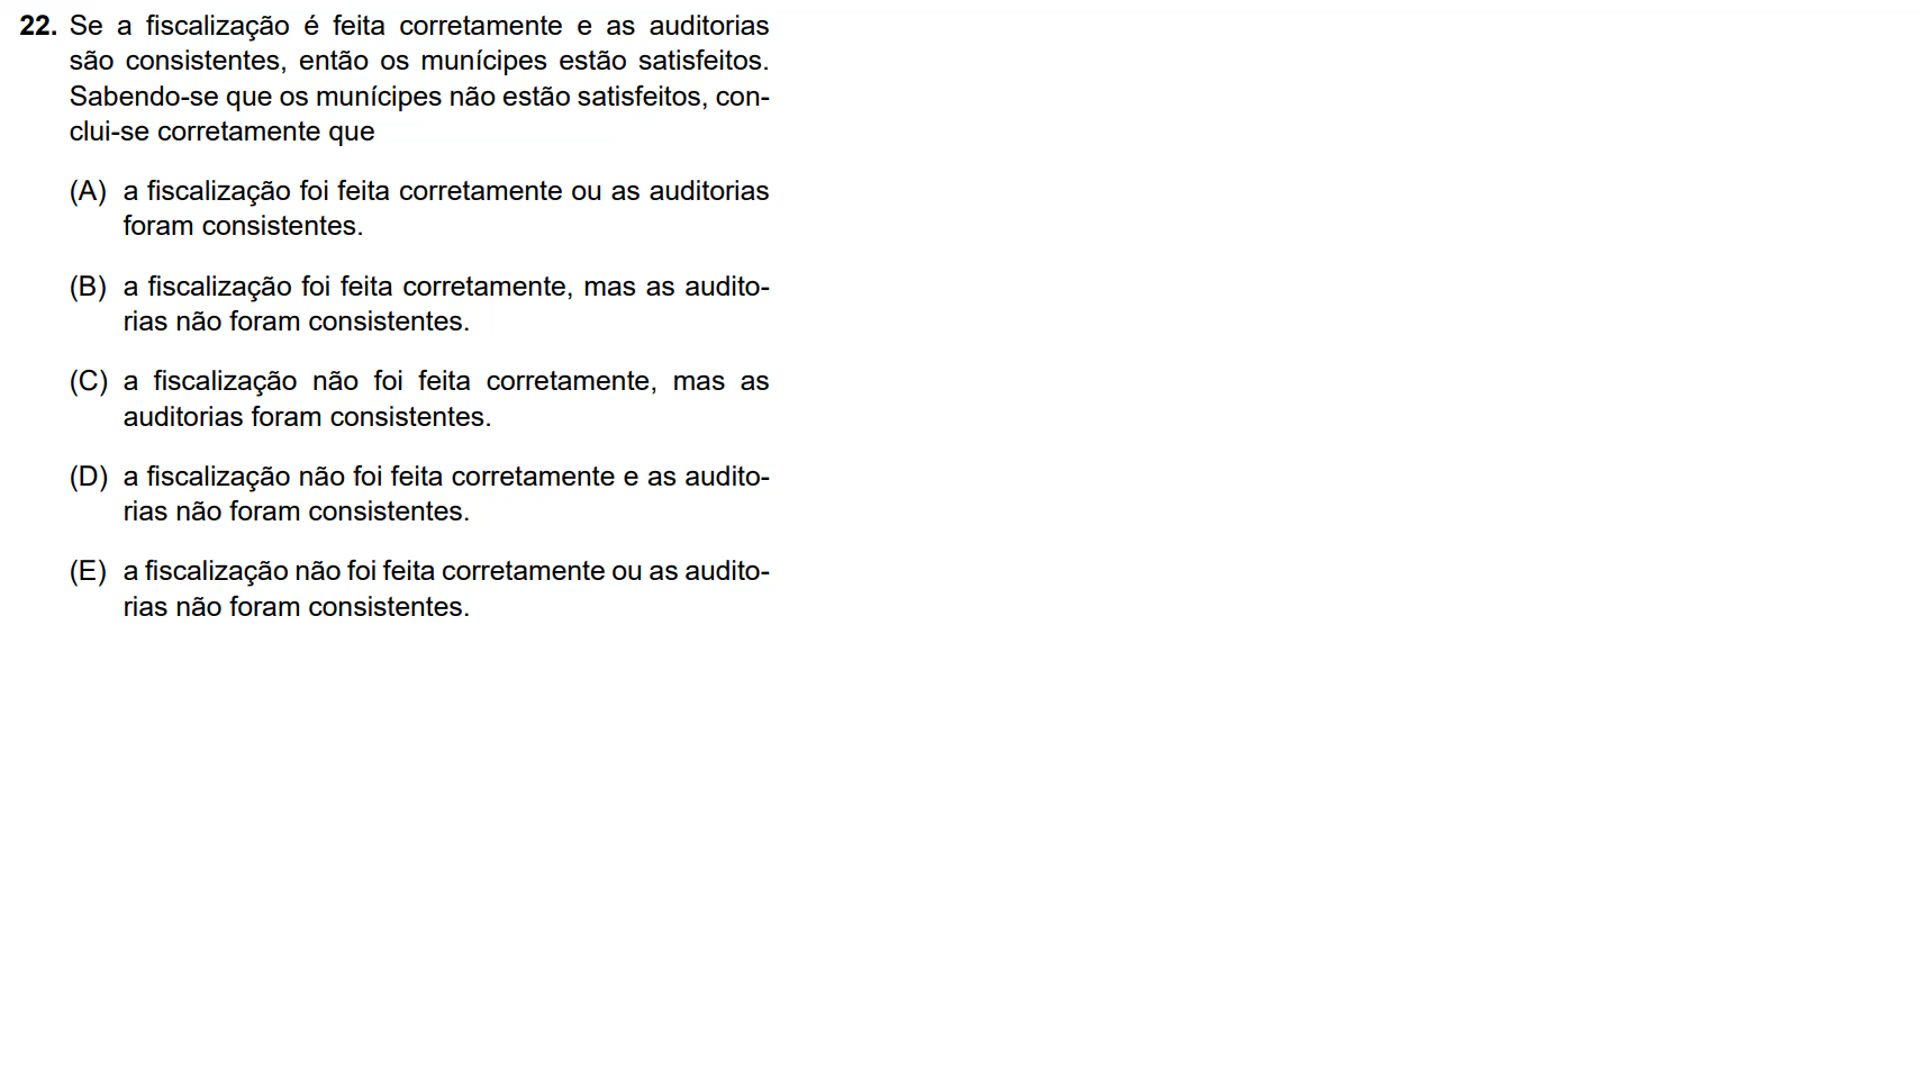 22. Se a fiscalização é feita corretamente e as auditorias
são consistentes, então os munícipes estão satisfeitos.
Sabendo-se que os munícipes não estão satisfeitos, con-
clui-se corretamente que
(A) a fiscalização foi feita corretamente ou as auditorias
foram consistentes.
(B) a fiscalização foi feita corretamente, mas as audito-
rias não foram consistentes.
(C) a fiscalização não foi feita corretamente, mas as
auditorias foram consistentes.
(D) a fiscalização não foi feita corretamente e as audito-
rias não foram consistentes.
(E) a fiscalização não foi feita corretamente ou as audito-
rias não foram consistentes.